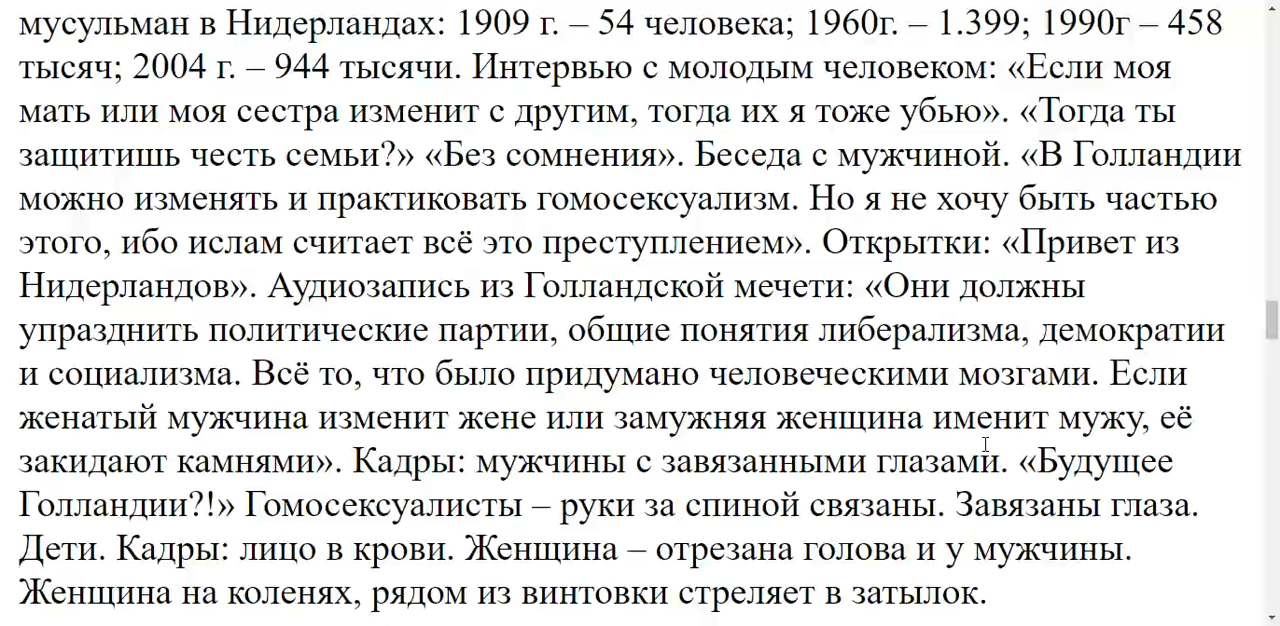 мусульман в Нидерландах: 1909 г. – 54 человека; 1960г. – 1.399; 1990г – 458
тысяч; 2004 г. – 944 тысячи. Интервью с молодым человеком: «Если моя
мать или моя сестра изменит с другим, тогда их я тоже убью». «Тогда ты
защитишь честь семьи?» «Без сомнения». Беседа с мужчиной. «В Голландии
можно изменять и практиковать гомосексуализм. Но я не хочу быть частью
этого, ибо ислам считает всё это преступлением». Открытки: «Привет из
Нидерландов». Аудиозапись из Голландской мечети: «Они должны
упразднить политические партии, общие понятия либерализма, демократии
и социализма. Всё то, что было придумано человеческими мозгами. Если
женатый мужчина изменит жене или замужняя женщина именит мужу, её
закидают камнями». Кадры: мужчины с завязанными глазами. «Будущее
Голландии?!» Гомосексуалисты – руки за спиной связаны. Завязаны глаза.
Дети. Кадры: лицо в крови. Женщина – отрезана голова и у мужчины.
Женщина на коленях, рядом из винтовки стреляет в затылок.